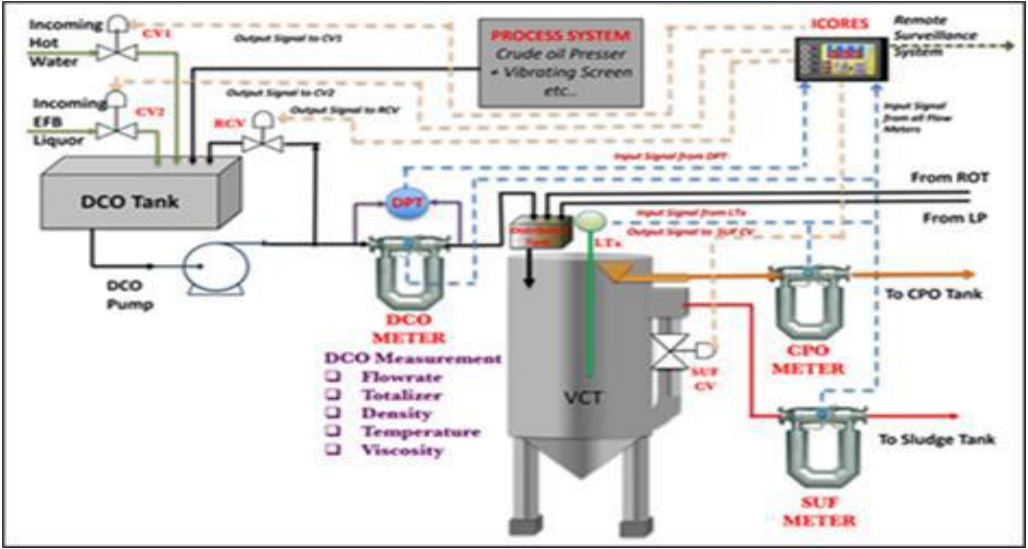 Incoming
Hot
Water
CV1
Output Signal to CV1
PROCESS SYSTEM
Crude oil Presser
+ Vibrating Screen
etc..
ICORES
Remote
Surveillance
System
Incoming
EFB
Liquor
CV2
Output Signal to CV2
Output Signal to RCV
RCV
Input Signal
from all Flow
Meters
Input Signal from DPT
DCO Tank
DPT
From ROT
From LP
Input Signal from LTs
Output Signal to SUF CV
Tank
LTs
DCO
Pump
DCO
METER
To CPO Tank
CPO
METER
DCO Measurement
❑ Flowrate
❑ Totalizer
❑ Density
❑ Temperature
❑ Viscosity
VCT
SUF
CV
To Sludge Tank
SUF
METER